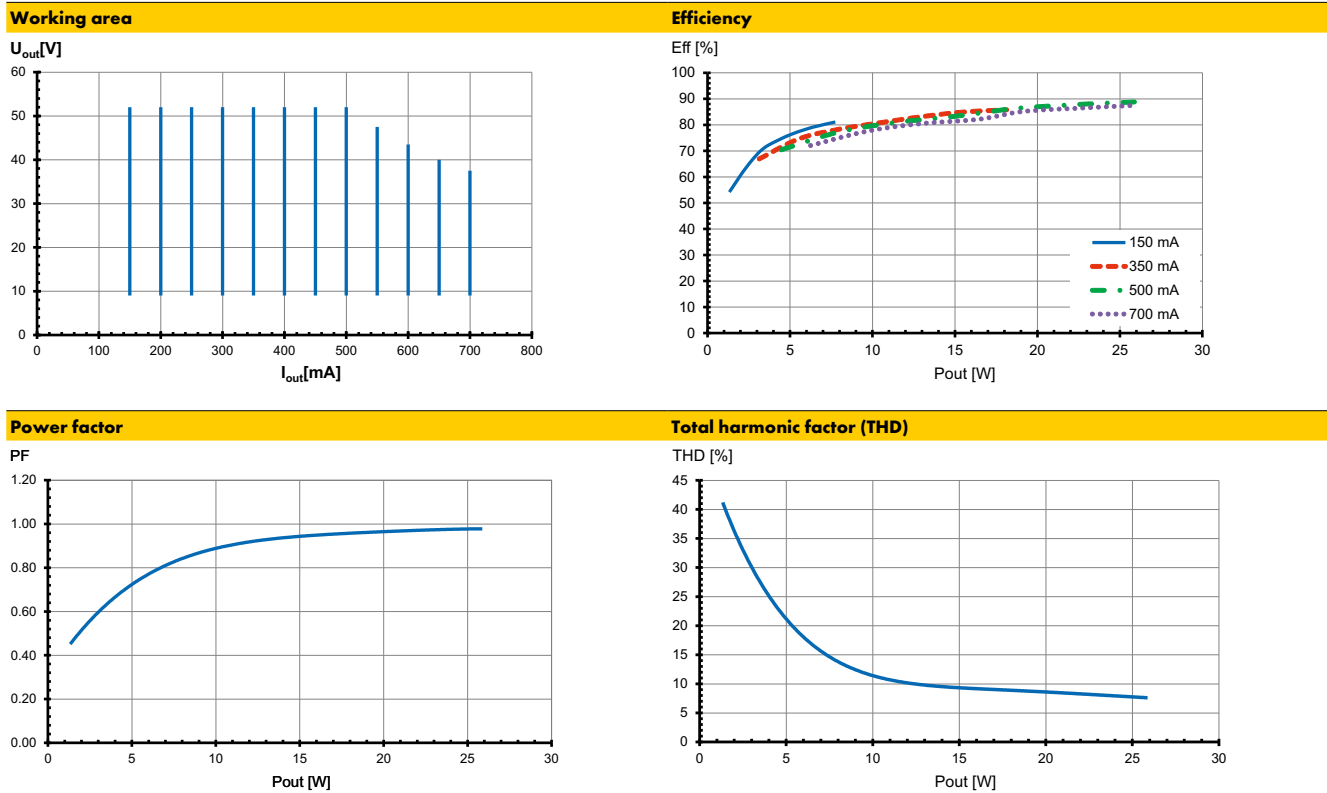 Working area
U_out[V]
60
50
40
30
20
10
0
0 100 200 300 400 500 600 700 800
I_out[mA]
Efficiency
Eff [%]
100
90
80
70
60
50
40
30
20
10
0
150 mA
350 mA
500 mA
700 mA
0 5 10 15 20 25 30
Pout [W]
Power factor
PF
1.20
1.00
0.80
0.60
0.40
0.20
0.00
0 5 10 15 20 25 30
Pout [W]
Total harmonic factor (THD)
THD [%]
45
40
35
30
25
20
15
10
5
0
0 5 10 15 20 25 30
Pout [W]